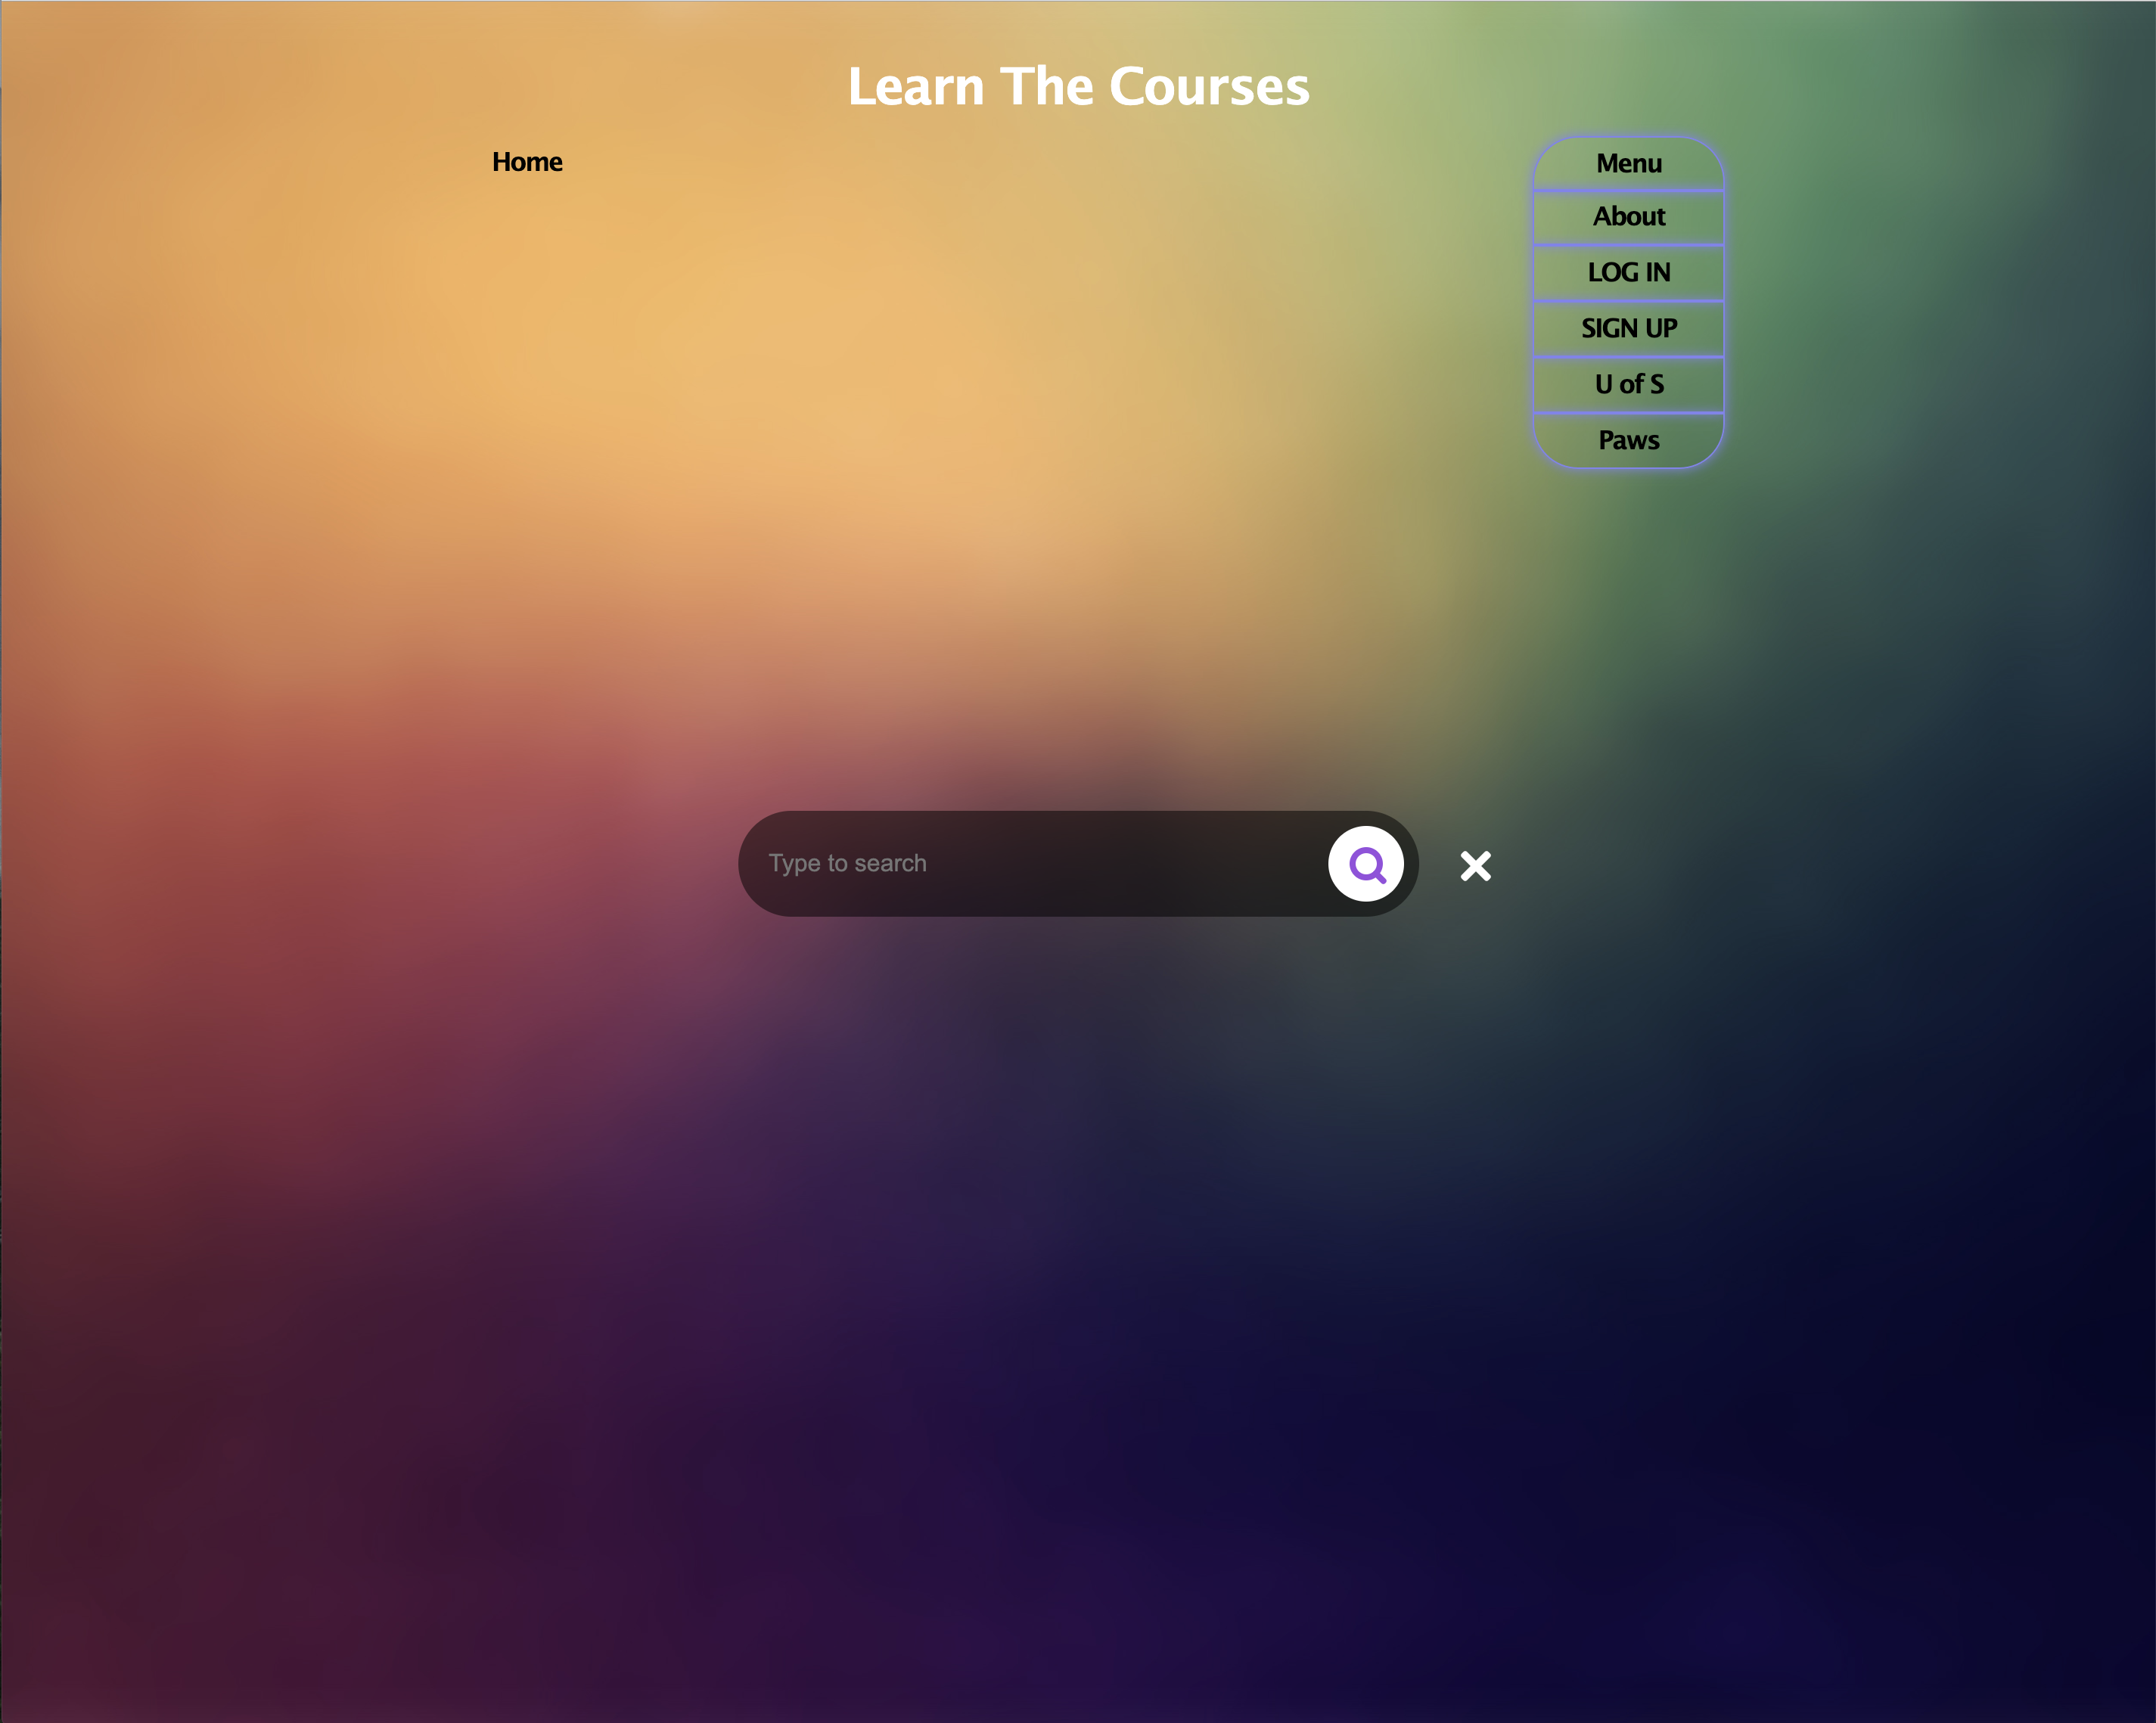 Learn The Courses
Home
Menu
About
LOG IN
SIGN UP
U of S
Paws
Type to search